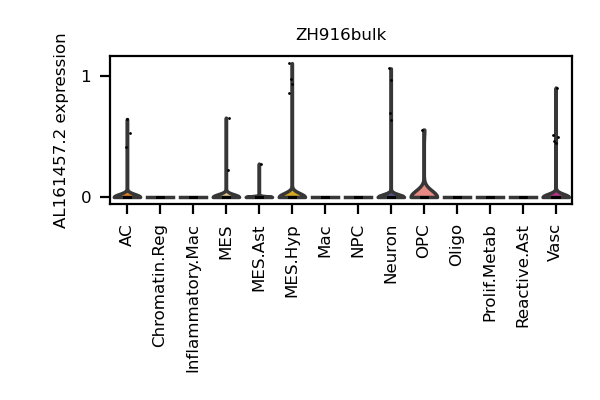 ZH916bulk
AL161457.2 expression
1
0
AC
Chromatin.Reg
Inflammatory.Mac
MES
MES.Ast
MES.Hyp
Mac
NPC
Neuron
OPC
Oligo
Prolif.Metab
Reactive.Ast
Vasc